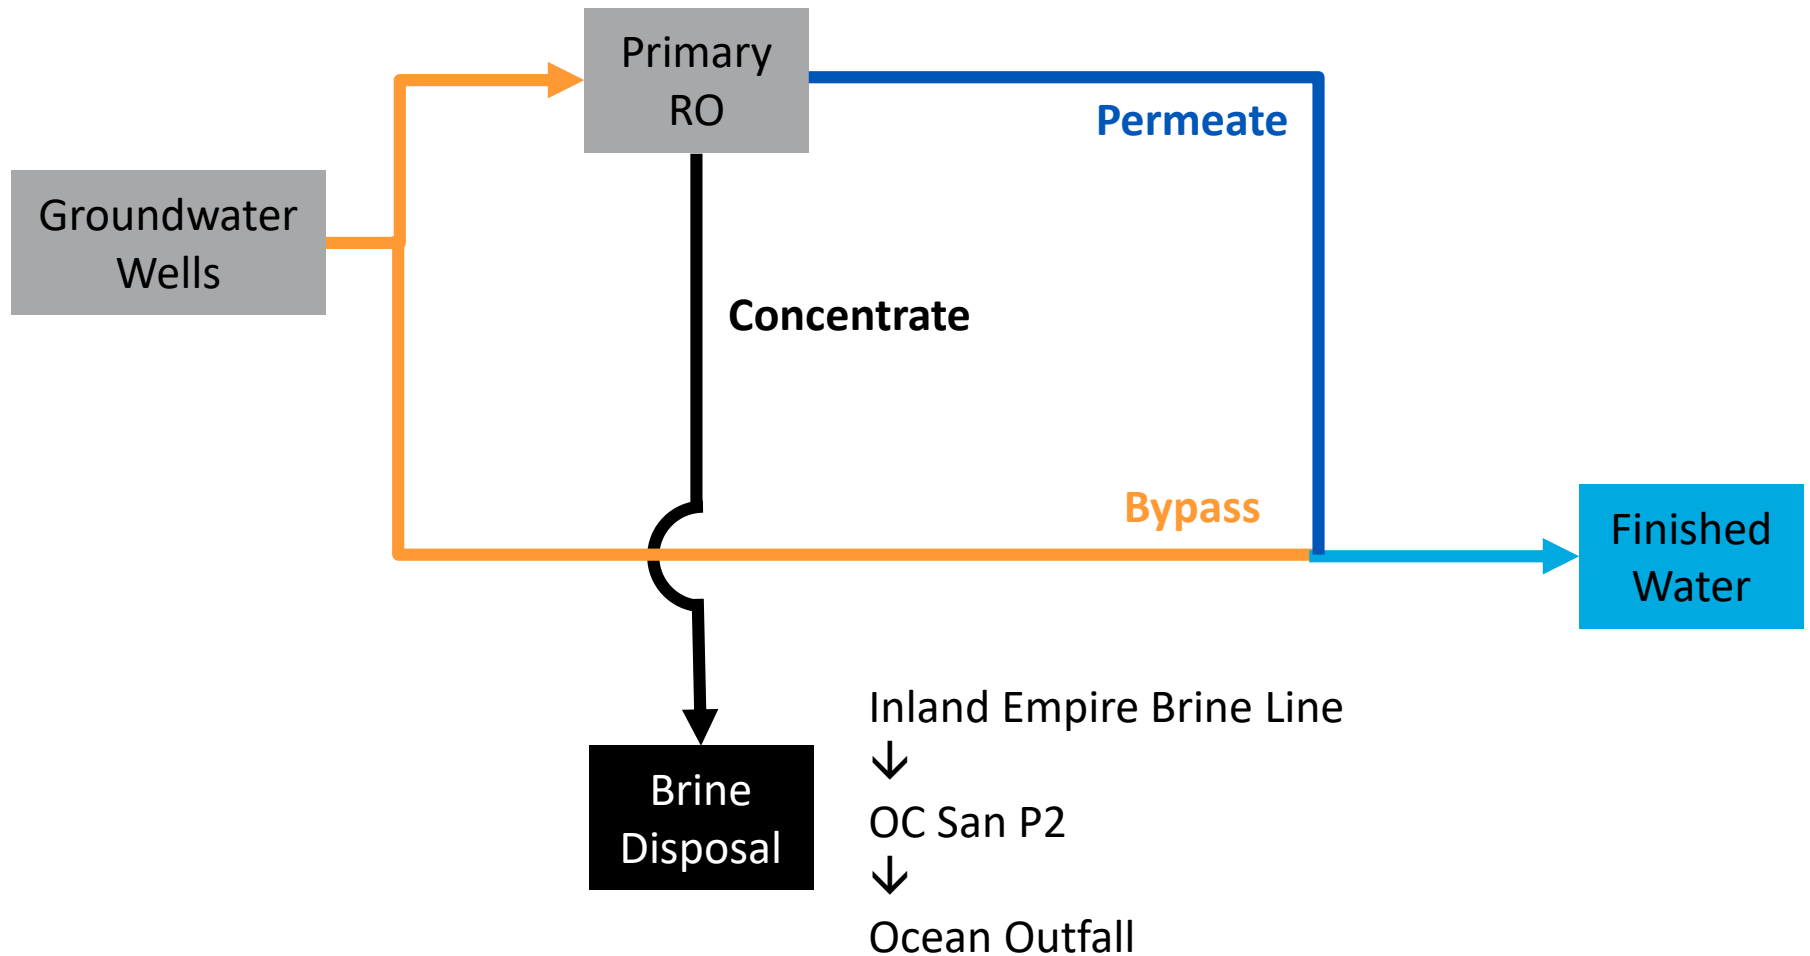 Primary
RO
Permeate
Groundwater
Wells
Concentrate
Bypass
Finished
Water
Brine
Disposal
Inland Empire Brine Line
↓
OC San P2
↓
Ocean Outfall